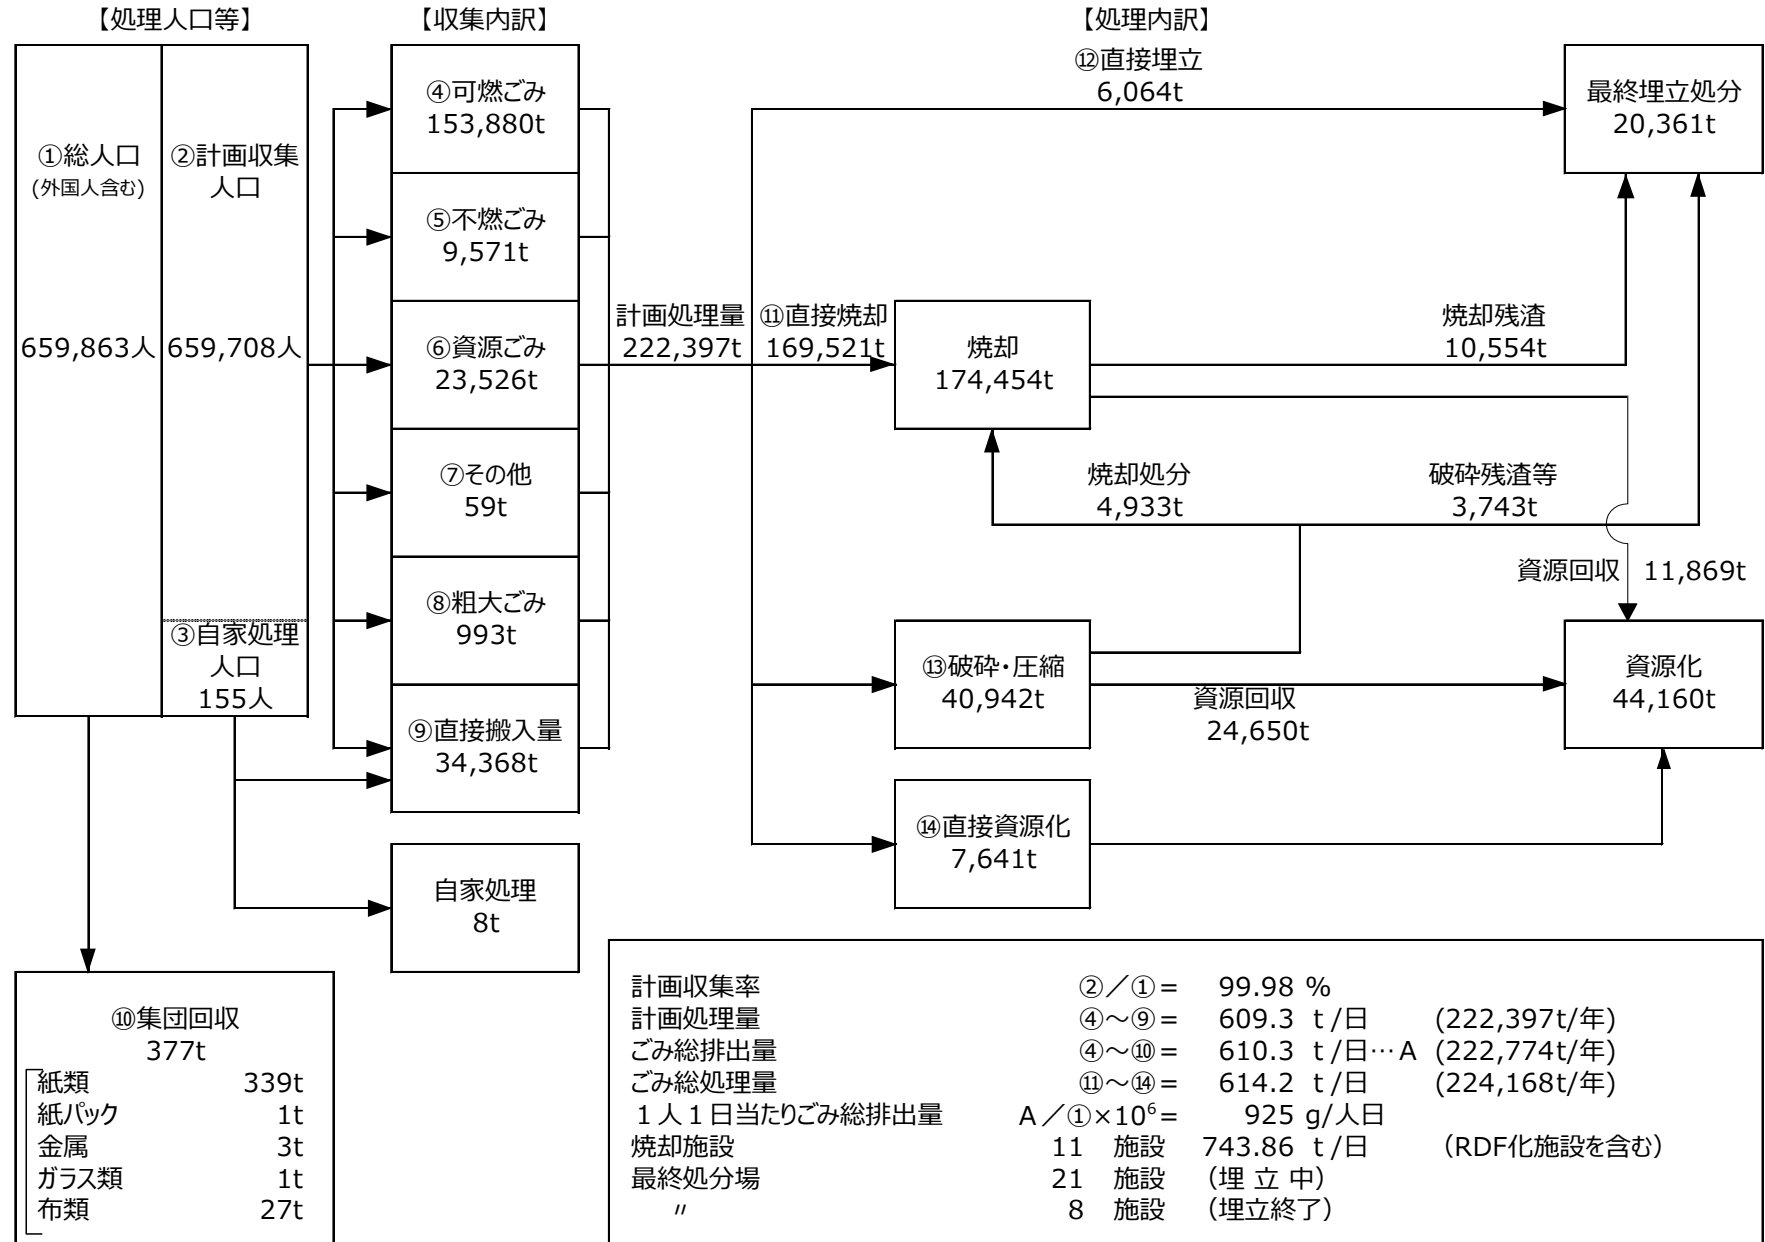 【処理人口等】
【収集内訳】
【処理内訳】
①総人口
(外国人含む)
659,863人
②計画収集
人口
659,708人
③自家処理
人口
155人
④可燃ごみ
153,880t
⑤不燃ごみ
9,571t
⑥資源ごみ
23,526t
⑦その他
59t
⑧粗大ごみ
993t
⑨直接搬入量
34,368t
自家処理
8t
計画処理量
222,397t
⑪直接焼却
169,521t
⑫直接埋立
6,064t
最終埋立処分
20,361t
焼却
174,454t
焼却残渣
10,554t
焼却処分
4,933t
破砕残渣等
3,743t
資源回収 11,869t
⑬破砕・圧縮
40,942t
資源回収
24,650t
資源化
44,160t
⑭直接資源化
7,641t
⑩集団回収
377t
紙類 339t
紙パック 1t
金属 3t
ガラス類 1t
布類 27t
計画収集率 ②／①= 99.98 %
計画処理量 ④～⑨= 609.3 t/日 (222,397t/年)
ごみ総排出量 ④～⑩= 610.3 t/日…A (222,774t/年)
ごみ総処理量 ⑪～⑭= 614.2 t/日 (224,168t/年)
１人１日当たりごみ総排出量 A／①×10⁶= 925 g/人日
焼却施設 11 施設 743.86 t/日 （RDF化施設を含む）
最終処分場 21 施設 （埋 立 中）
〃 8 施設 （埋立終了）